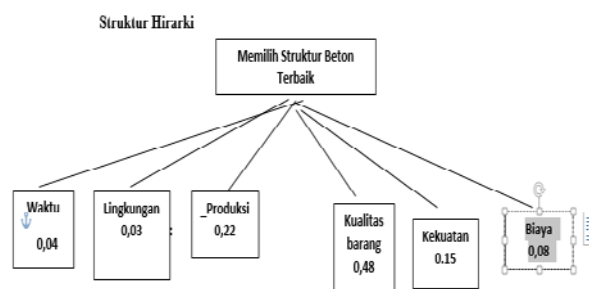 Struktur Hirarki
Memilih Struktur Beton
Terbaik
Waktu
0,04
Lingkungan
0,03
:
_Produksi
0,22
Kualitas
barang
0,48
Kekuatan
0.15
Biaya
0,08